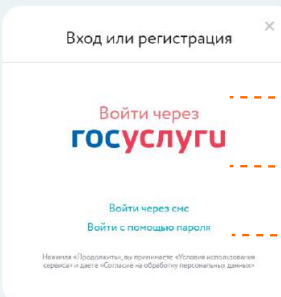 Вход или регистрация
Войти через
госуслуги
Войти через смс
Войти с помощью пароля
Нажимая «Продолжить», вы принимаете «Условия использования
сервиса» и даете «Согласие на обработку персональных данных»